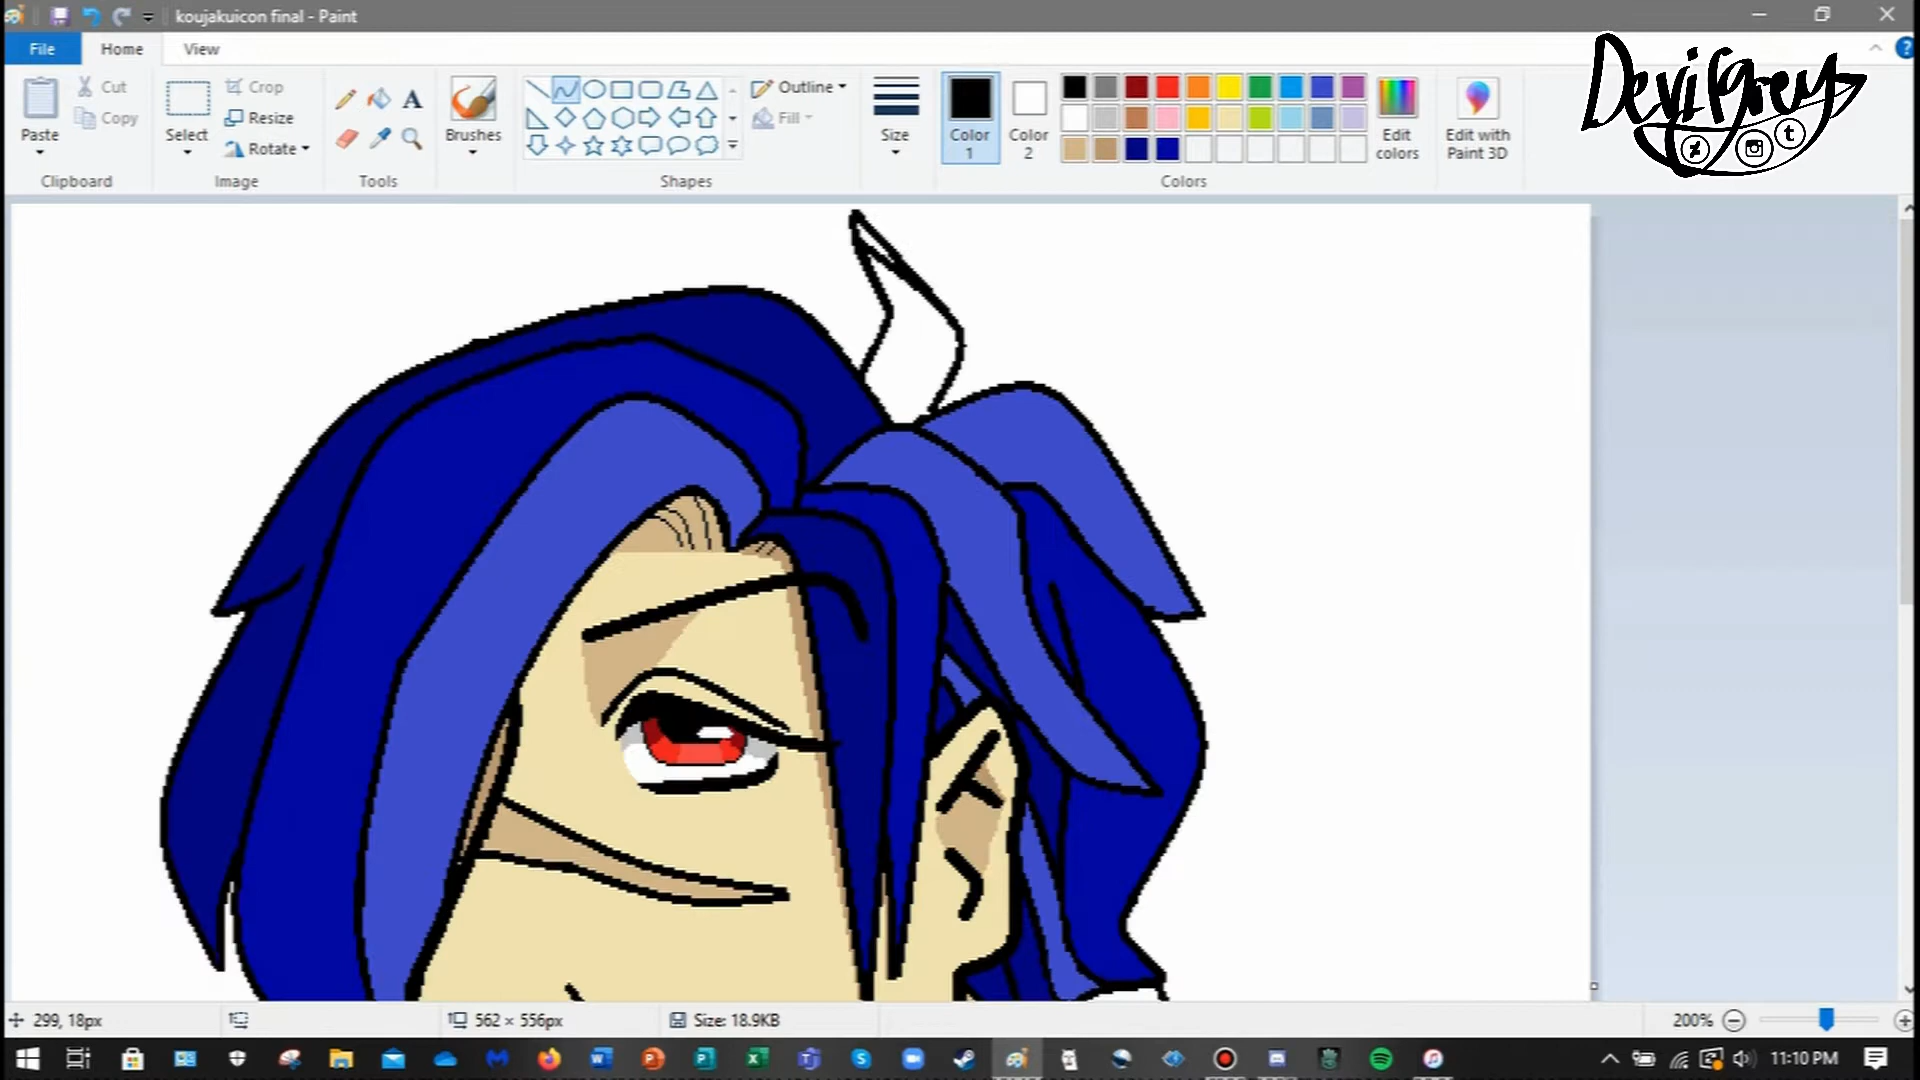 koujakuicon final - Paint
File Home View
Paste
Cut
Copy
Clipboard
Select
Crop
Resize
Rotate
Image
A
Tools
Brushes
Shapes
Outline
Fill
Size
Color 1
Color 2
Colors
Edit colors
Edit with Paint 3D
DevifGrey
t
299, 18px
562 × 556px
Size: 18.9KB
200%
11:10 PM